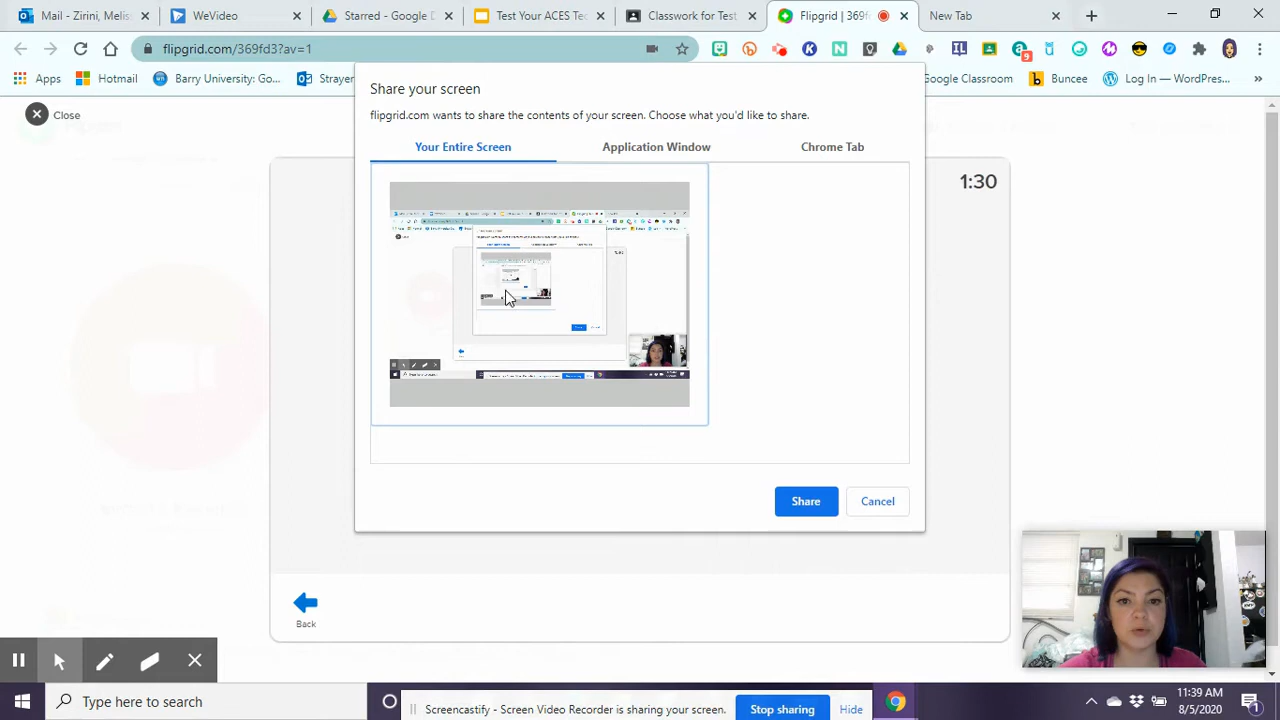 Mail - Zirini, Melis
WeVideo
Starred - Google D
Test Your ACES Te
Classwork for Test
Flipgrid | 369f
New Tab
flipgrid.com/369fd3?av=1
9
Apps
Hotmail
Barry University: Go...
Strayer
Google Classroom
Buncee
Log In — WordPres...
»
Close
Share your screen
flipgrid.com wants to share the contents of your screen. Choose what you'd like to share.
Your Entire Screen
Application Window
Chrome Tab
1:30
Share
Cancel
Back
Type here to search
Screencastify - Screen Video Recorder is sharing your screen.
Stop sharing
Hide
11:39 AM
8/5/2020
1